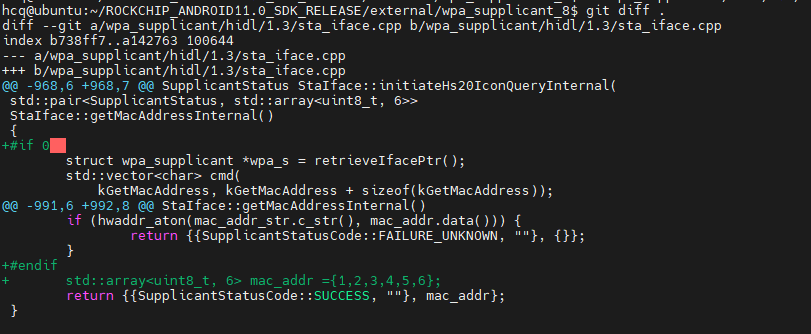 hcq@ubuntu:~/ROCKCHIP_ANDROID11.0_SDK_RELEASE/external/wpa_supplicant_8$ git diff .
diff --git a/wpa_supplicant/hidl/1.3/sta_iface.cpp b/wpa_supplicant/hidl/1.3/sta_iface.cpp
index b738ff7..a142763 100644
--- a/wpa_supplicant/hidl/1.3/sta_iface.cpp
+++ b/wpa_supplicant/hidl/1.3/sta_iface.cpp
@@ -968,6 +968,7 @@ SupplicantStatus StaIface::initiateHs20IconQueryInternal(
 std::pair<SupplicantStatus, std::array<uint8_t, 6>>
 StaIface::getMacAddressInternal()
 {
+#if 0
        struct wpa_supplicant *wpa_s = retrieveIfacePtr();
        std::vector<char> cmd(
            kGetMacAddress, kGetMacAddress + sizeof(kGetMacAddress));
@@ -991,6 +992,8 @@ StaIface::getMacAddressInternal()
        if (hwaddr_aton(mac_addr_str.c_str(), mac_addr.data())) {
                return {{SupplicantStatusCode::FAILURE_UNKNOWN, ""}, {}};
        }
+#endif
+       std::array<uint8_t, 6> mac_addr ={1,2,3,4,5,6};
        return {{SupplicantStatusCode::SUCCESS, ""}, mac_addr};
 }